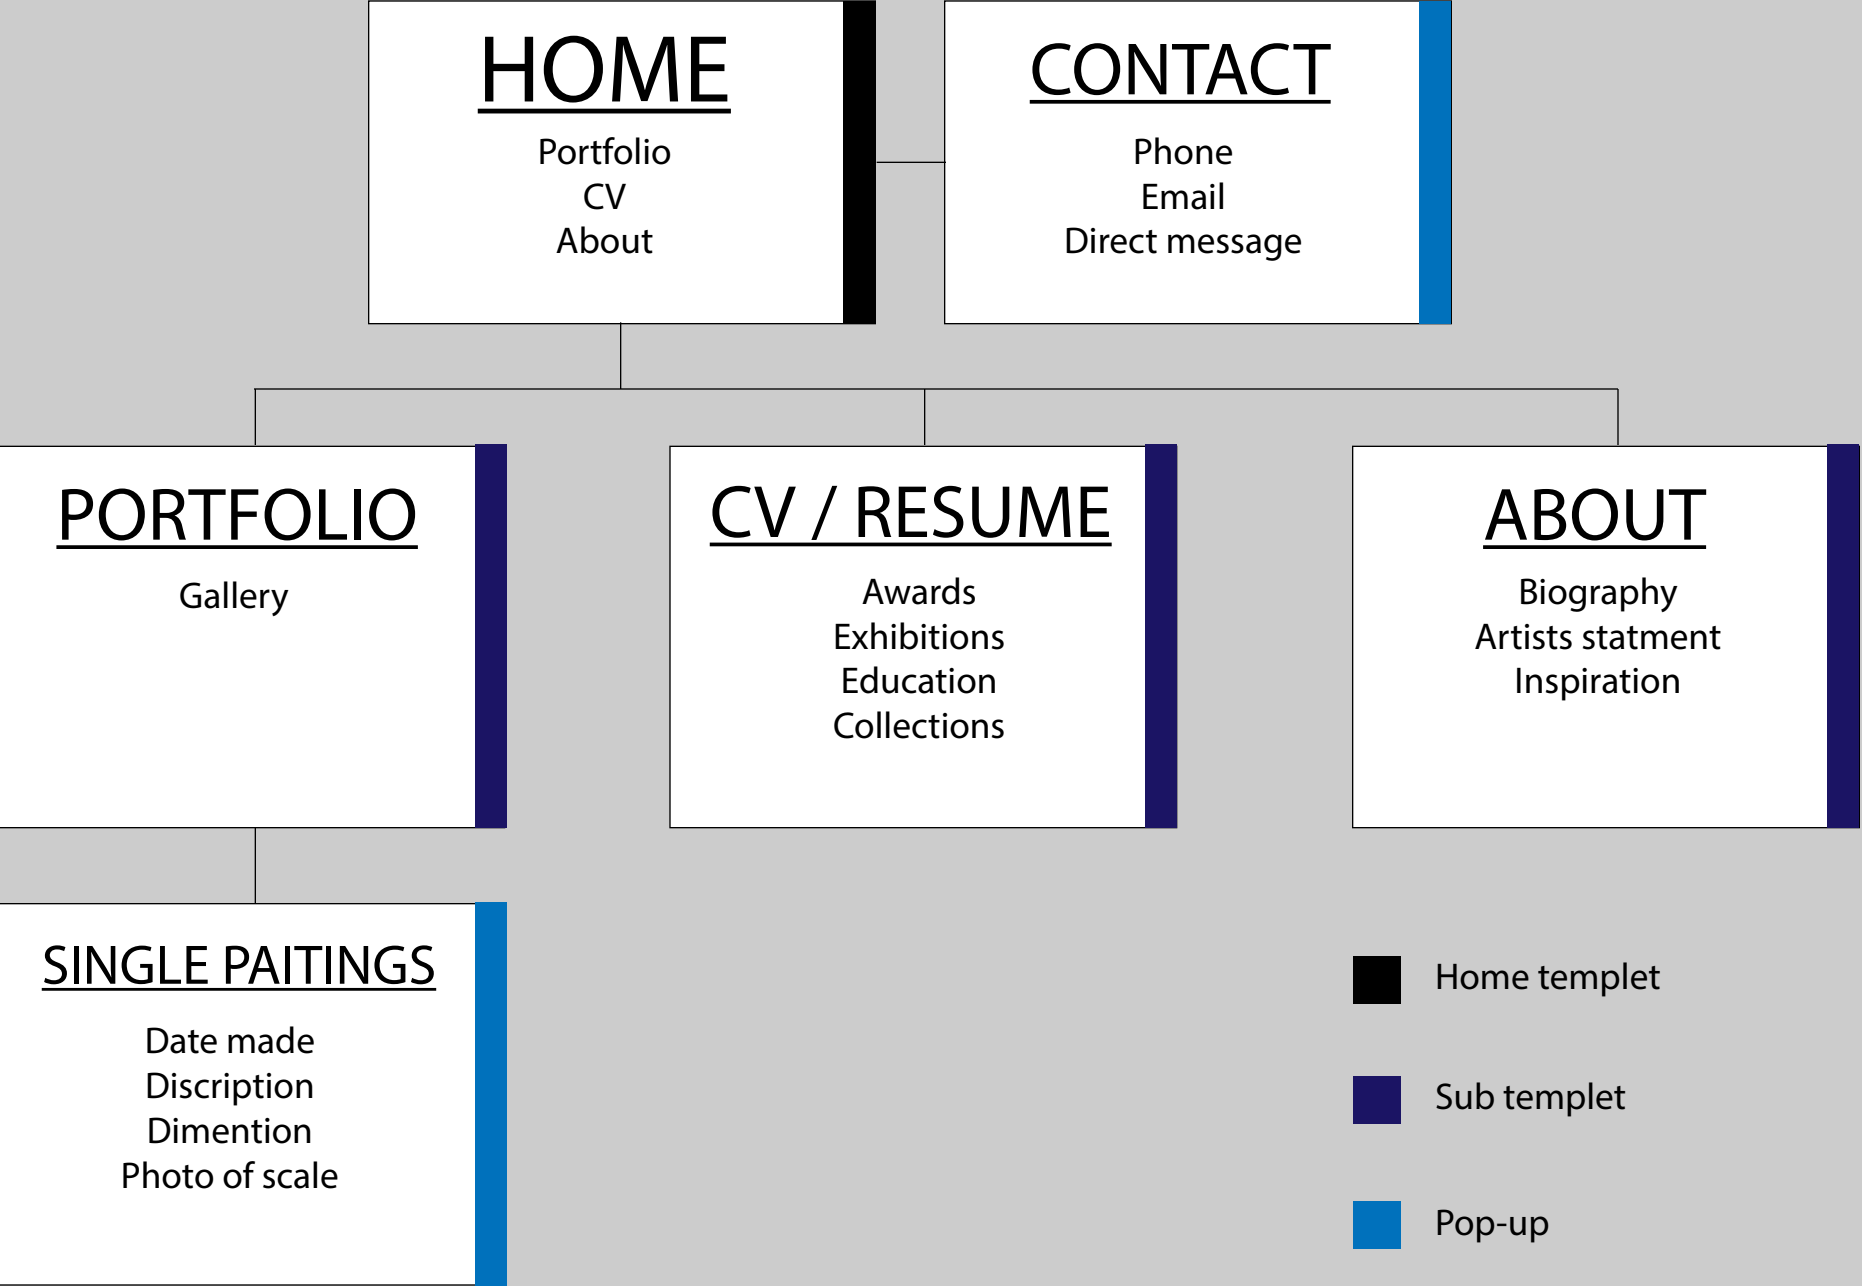 HOME
Portfolio
CV
About
CONTACT
Phone
Email
Direct message
PORTFOLIO
Gallery
CV / RESUME
Awards
Exhibitions
Education
Collections
ABOUT
Biography
Artists statment
Inspiration
SINGLE PAITINGS
Date made
Discription
Dimention
Photo of scale
Home templet
Sub templet
Pop-up